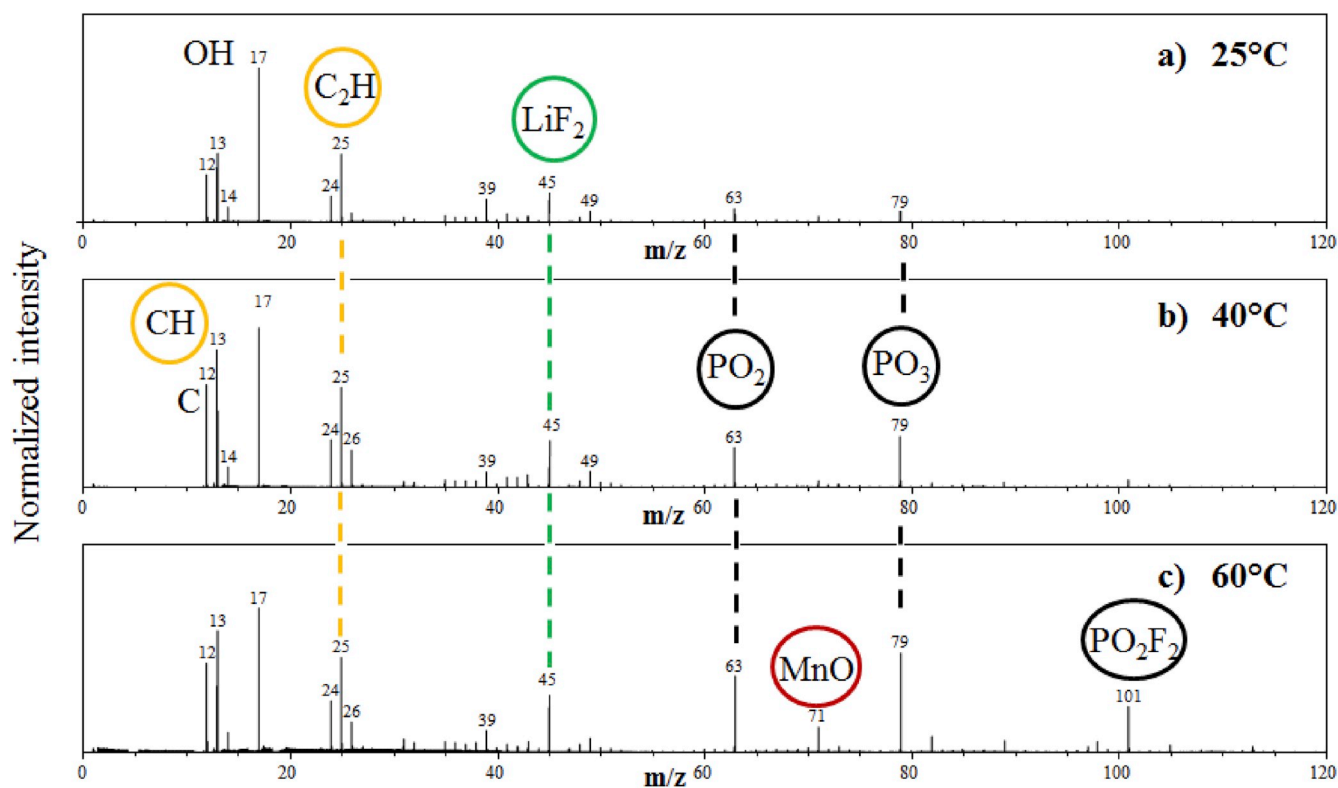 Normalized intensity
a) 25°C
OH
C₂H
LiF₂
12
13
14
17
24
25
39
45
49
63
79
0 20 40 60 80 100 120
m/z
b) 40°C
CH
C
PO₂
PO₃
12
13
14
17
24
25
26
39
45
49
63
79
0 20 40 60 80 100 120
m/z
c) 60°C
MnO
PO₂F₂
12
13
17
24
25
26
39
45
63
71
79
101
0 20 40 60 80 100 120
m/z